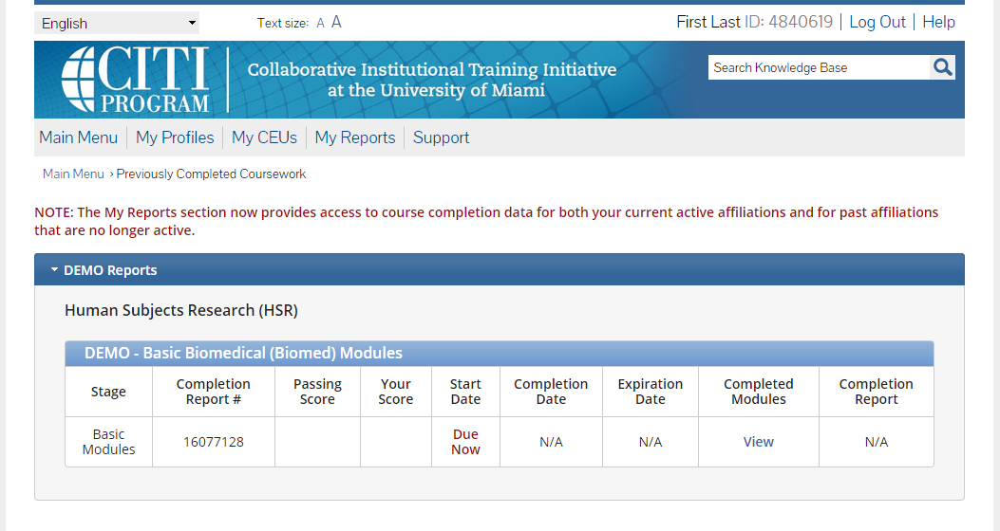 English
Text size: A A
First Last ID: 4840619 | Log Out | Help
CITI
PROGRAM
Collaborative Institutional Training Initiative
at the University of Miami
Search Knowledge Base
Main Menu | My Profiles | My CEUs | My Reports | Support
Main Menu › Previously Completed Coursework
NOTE: The My Reports section now provides access to course completion data for both your current active affiliations and for past affiliations
that are no longer active.
DEMO Reports
Human Subjects Research (HSR)
DEMO - Basic Biomedical (Biomed) Modules
Stage
Completion
Report #
Passing
Score
Your
Score
Start
Date
Completion
Date
Expiration
Date
Completed
Modules
Completion
Report
Basic
Modules
16077128
Due
Now
N/A
N/A
View
N/A